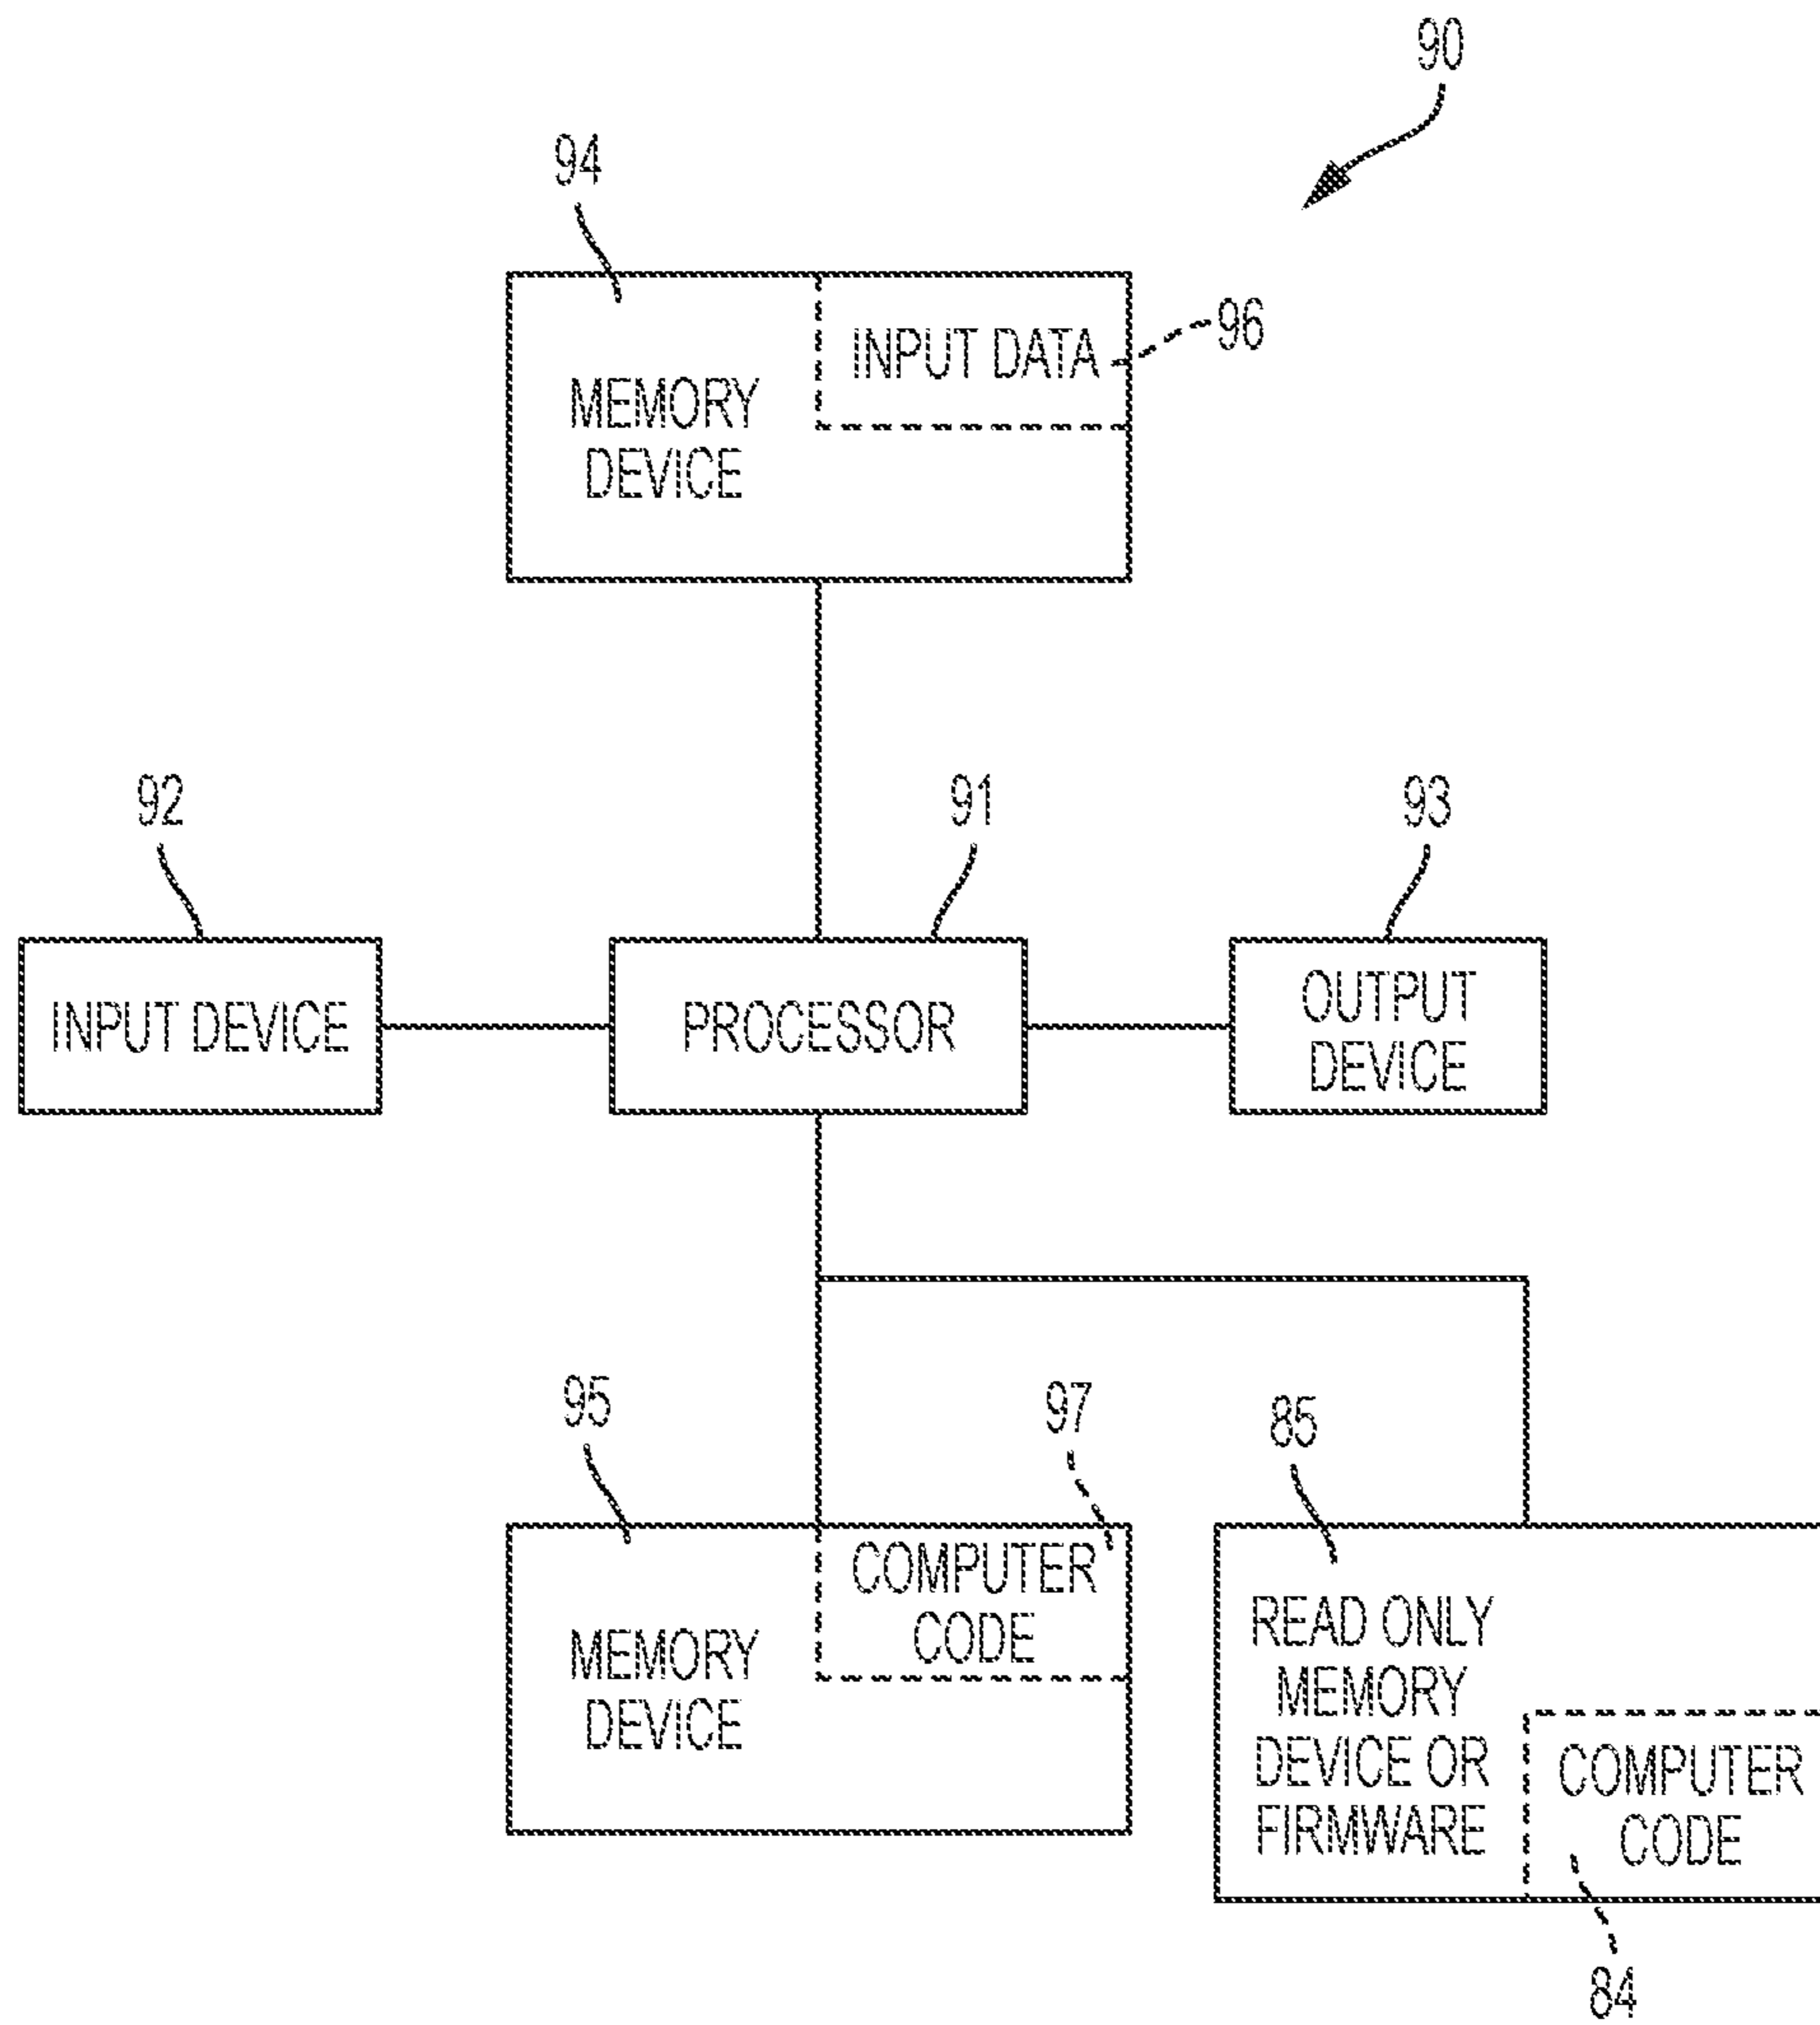 90
94
INPUT DATA
96
MEMORY
DEVICE
92
91
93
INPUT DEVICE
PROCESSOR
OUTPUT
DEVICE
95
97
85
COMPUTER
CODE
MEMORY
DEVICE
READ ONLY
MEMORY
DEVICE OR
FIRMWARE
COMPUTER
CODE
84